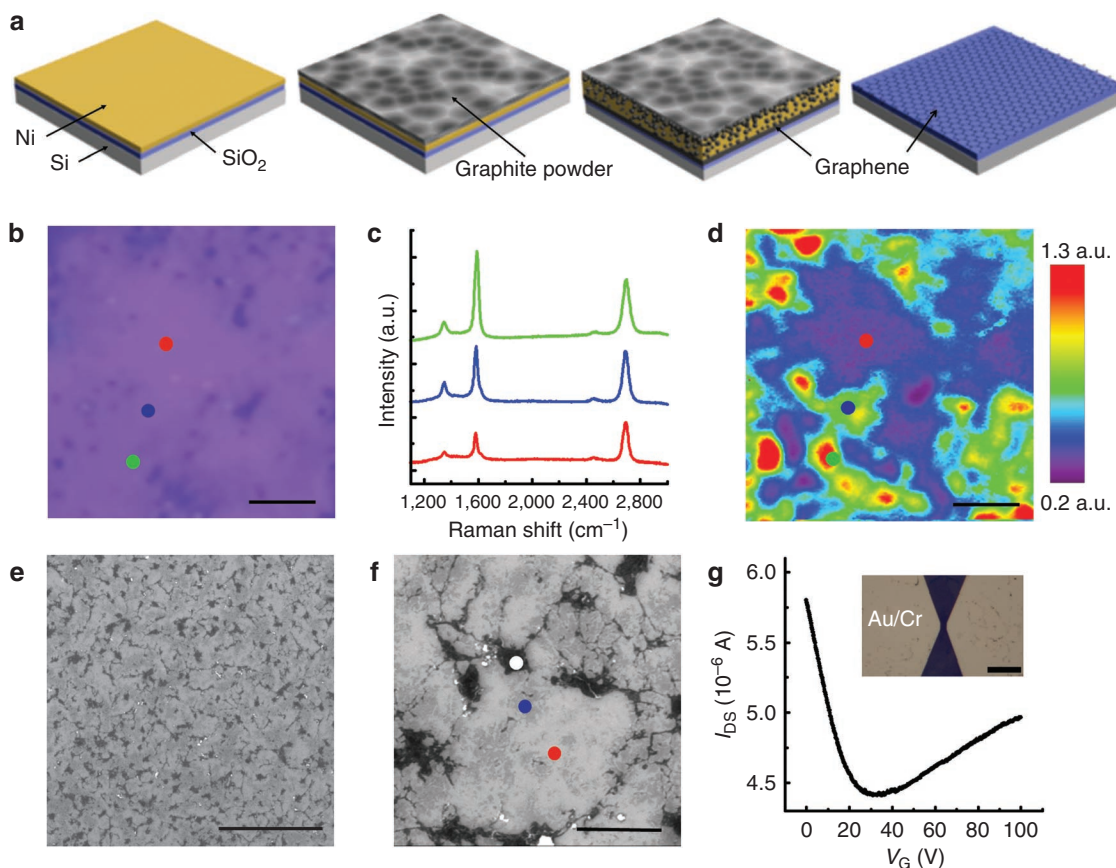 a
Ni
Si
SiO₂
Graphite powder
Graphene
b
c
Intensity (a.u.)
1,200 1,600 2,000 2,400 2,800
Raman shift (cm⁻¹)
d
1.3 a.u.
0.2 a.u.
e
f
g
6.0
5.5
5.0
4.5
I_DS (10⁻⁶ A)
Au/Cr
0 20 40 60 80 100
V_G (V)